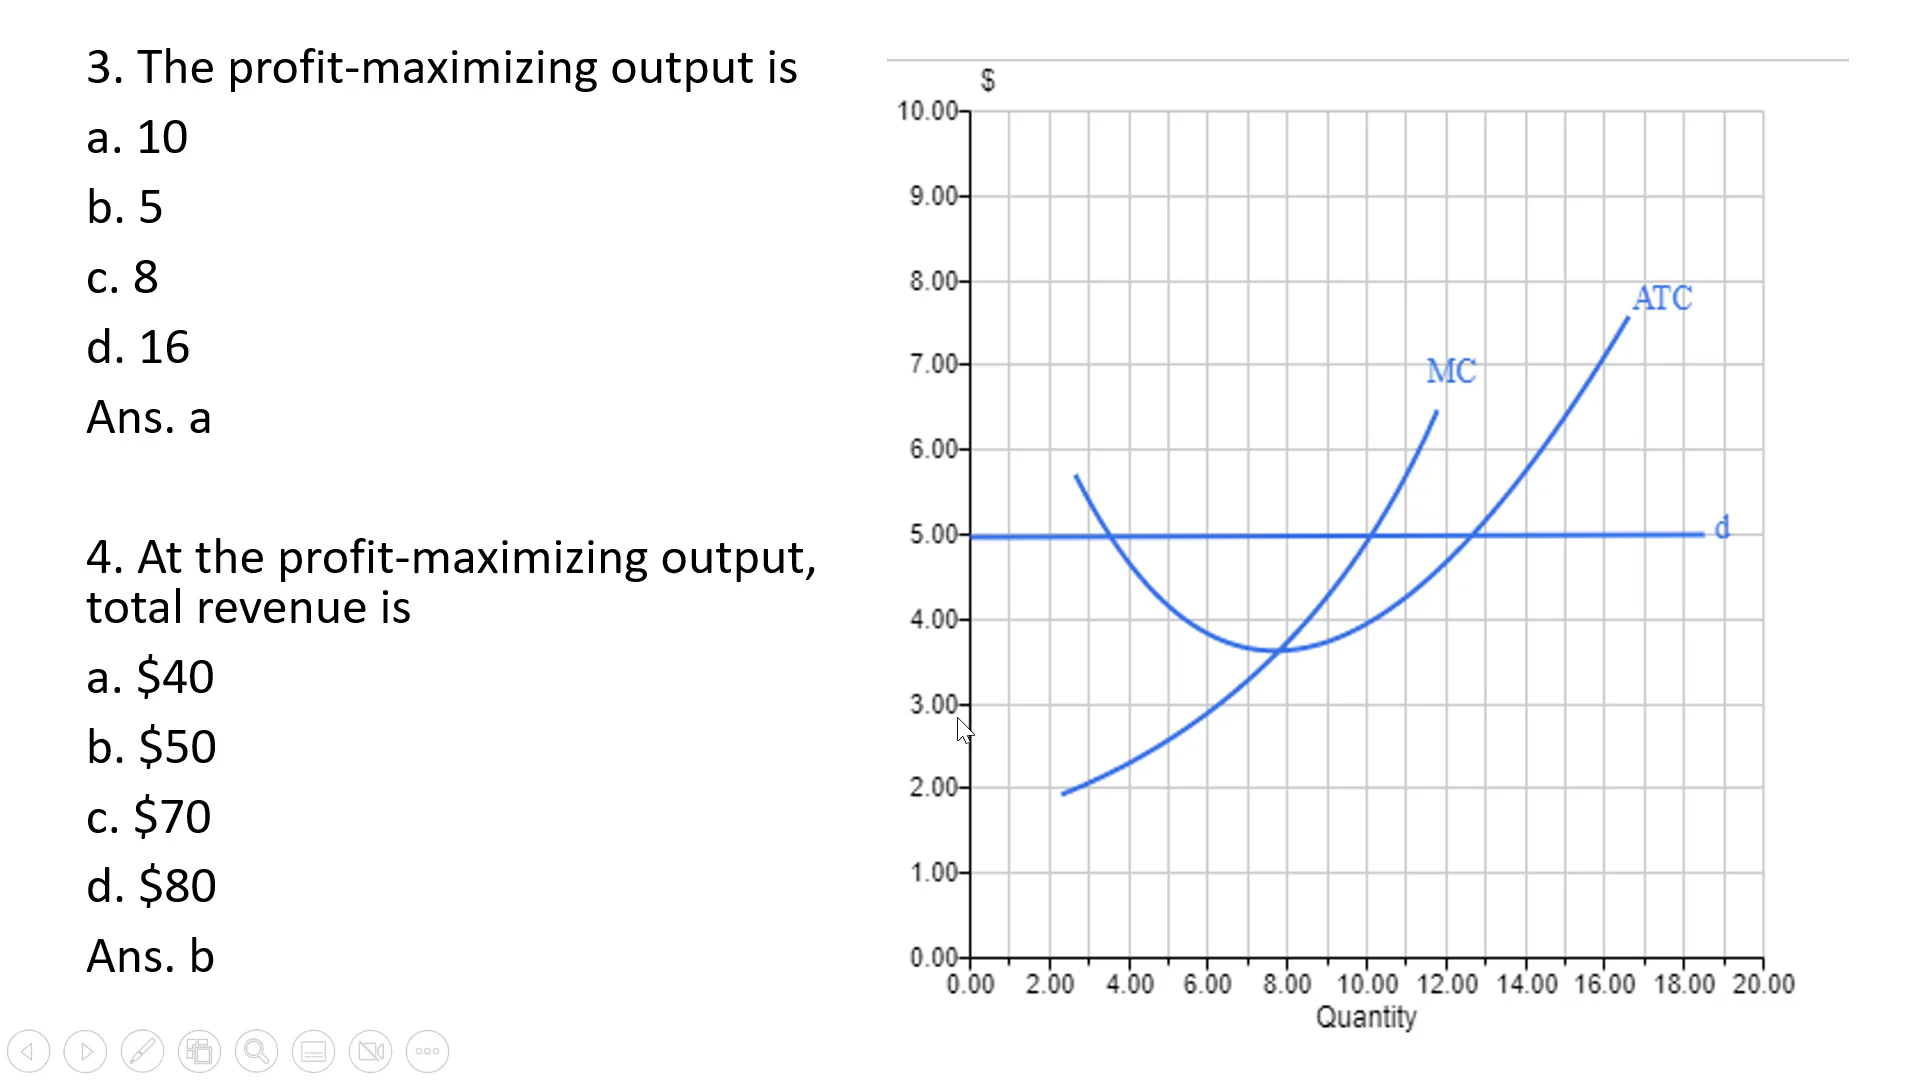 3. The profit-maximizing output is
a. 10
b. 5
c. 8
d. 16
Ans. a
4. At the profit-maximizing output,
total revenue is
a. $40
b. $50
c. $70
d. $80
Ans. b
$
10.00
9.00
8.00
7.00
6.00
5.00
4.00
3.00
2.00
1.00
0.00
ATC
MC
d
0.00 2.00 4.00 6.00 8.00 10.00 12.00 14.00 16.00 18.00 20.00
Quantity